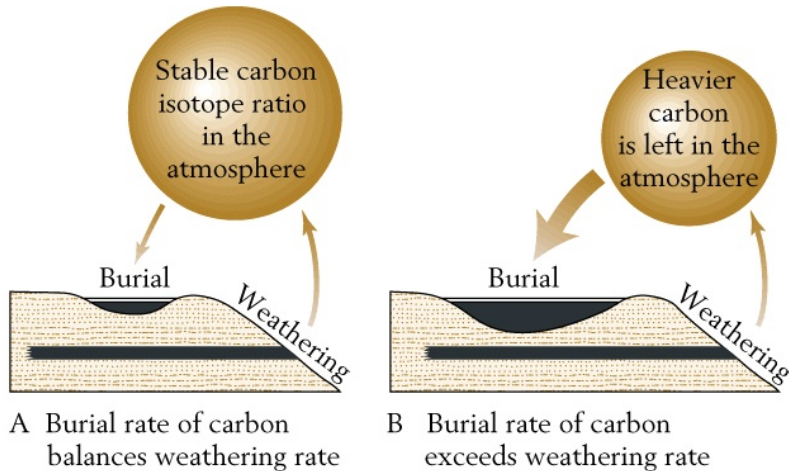 Stable carbon
isotope ratio
in the
atmosphere
Burial
Weathering
A Burial rate of carbon
balances weathering rate
Heavier
carbon
is left in the
atmosphere
Burial
Weathering
B Burial rate of carbon
exceeds weathering rate